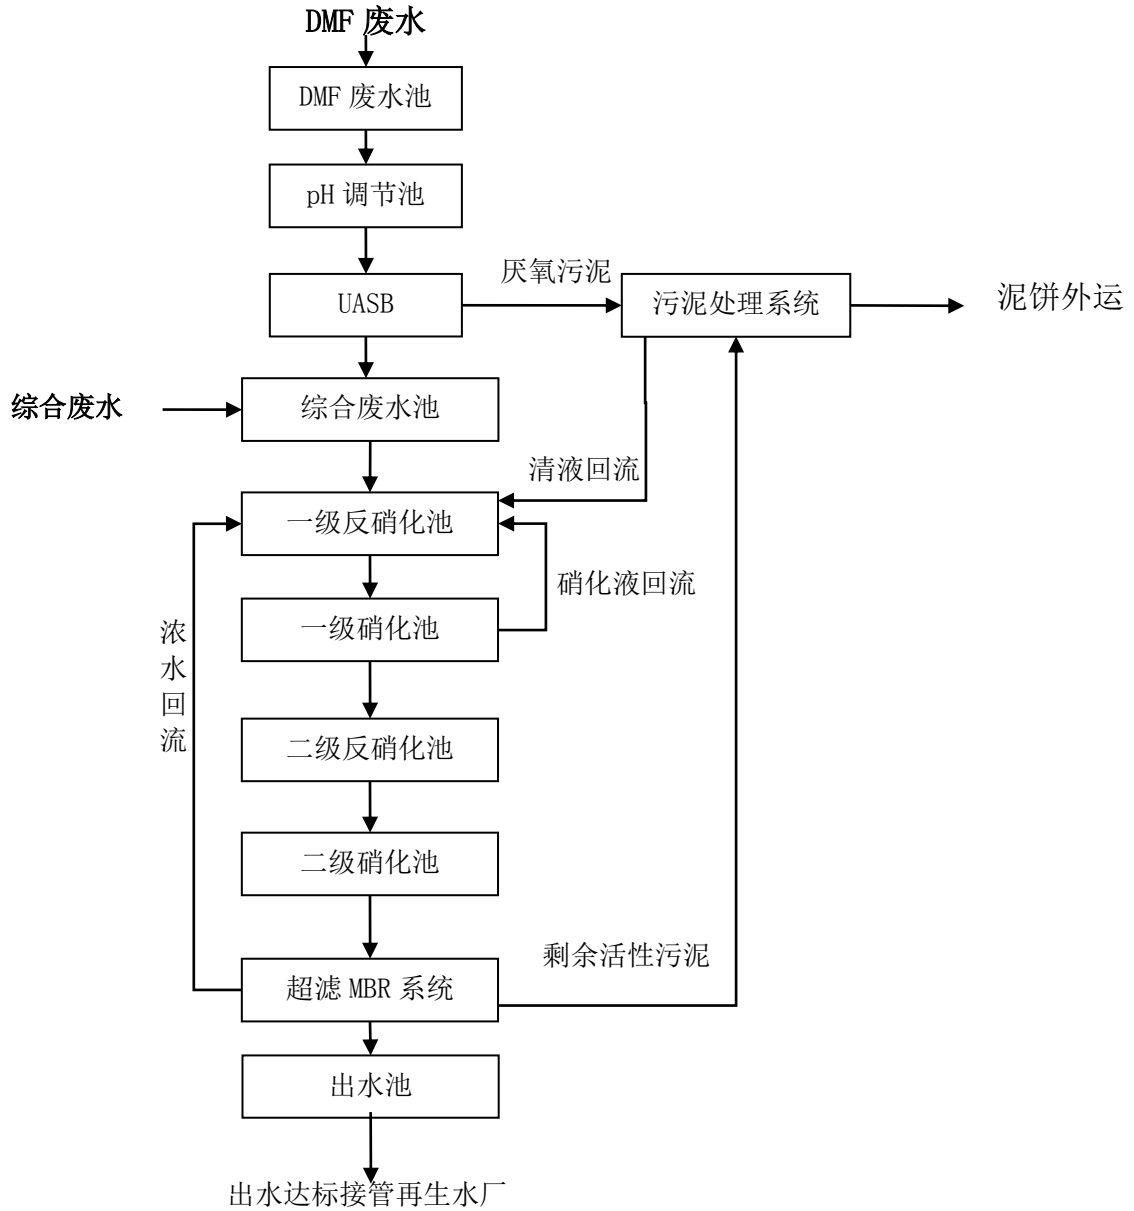 DMF 废水
DMF 废水池
pH 调节池
厌氧污泥
UASB
污泥处理系统
泥饼外运
综合废水
综合废水池
清液回流
一级反硝化池
硝化液回流
一级硝化池
浓
水
回
流
二级反硝化池
二级硝化池
剩余活性污泥
超滤 MBR 系统
出水池
出水达标接管再生水厂